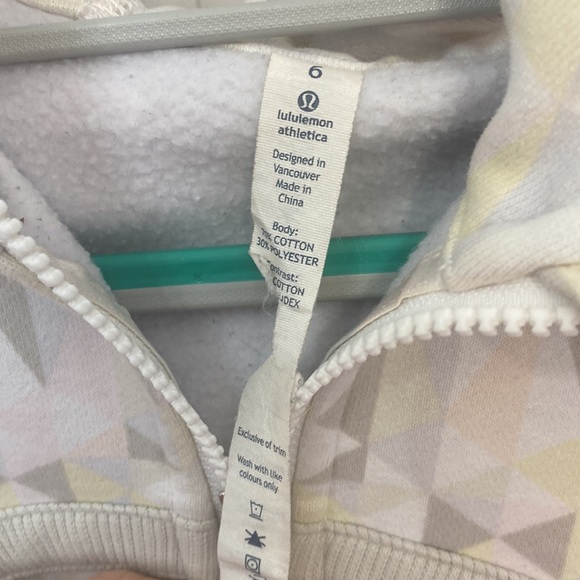 6
lululemon
athletica
Designed in
Vancouver
Made in
China
Body:
COTTON
30% POLYESTER
COTTON
Exclusive of trim
Wash with like
colours only